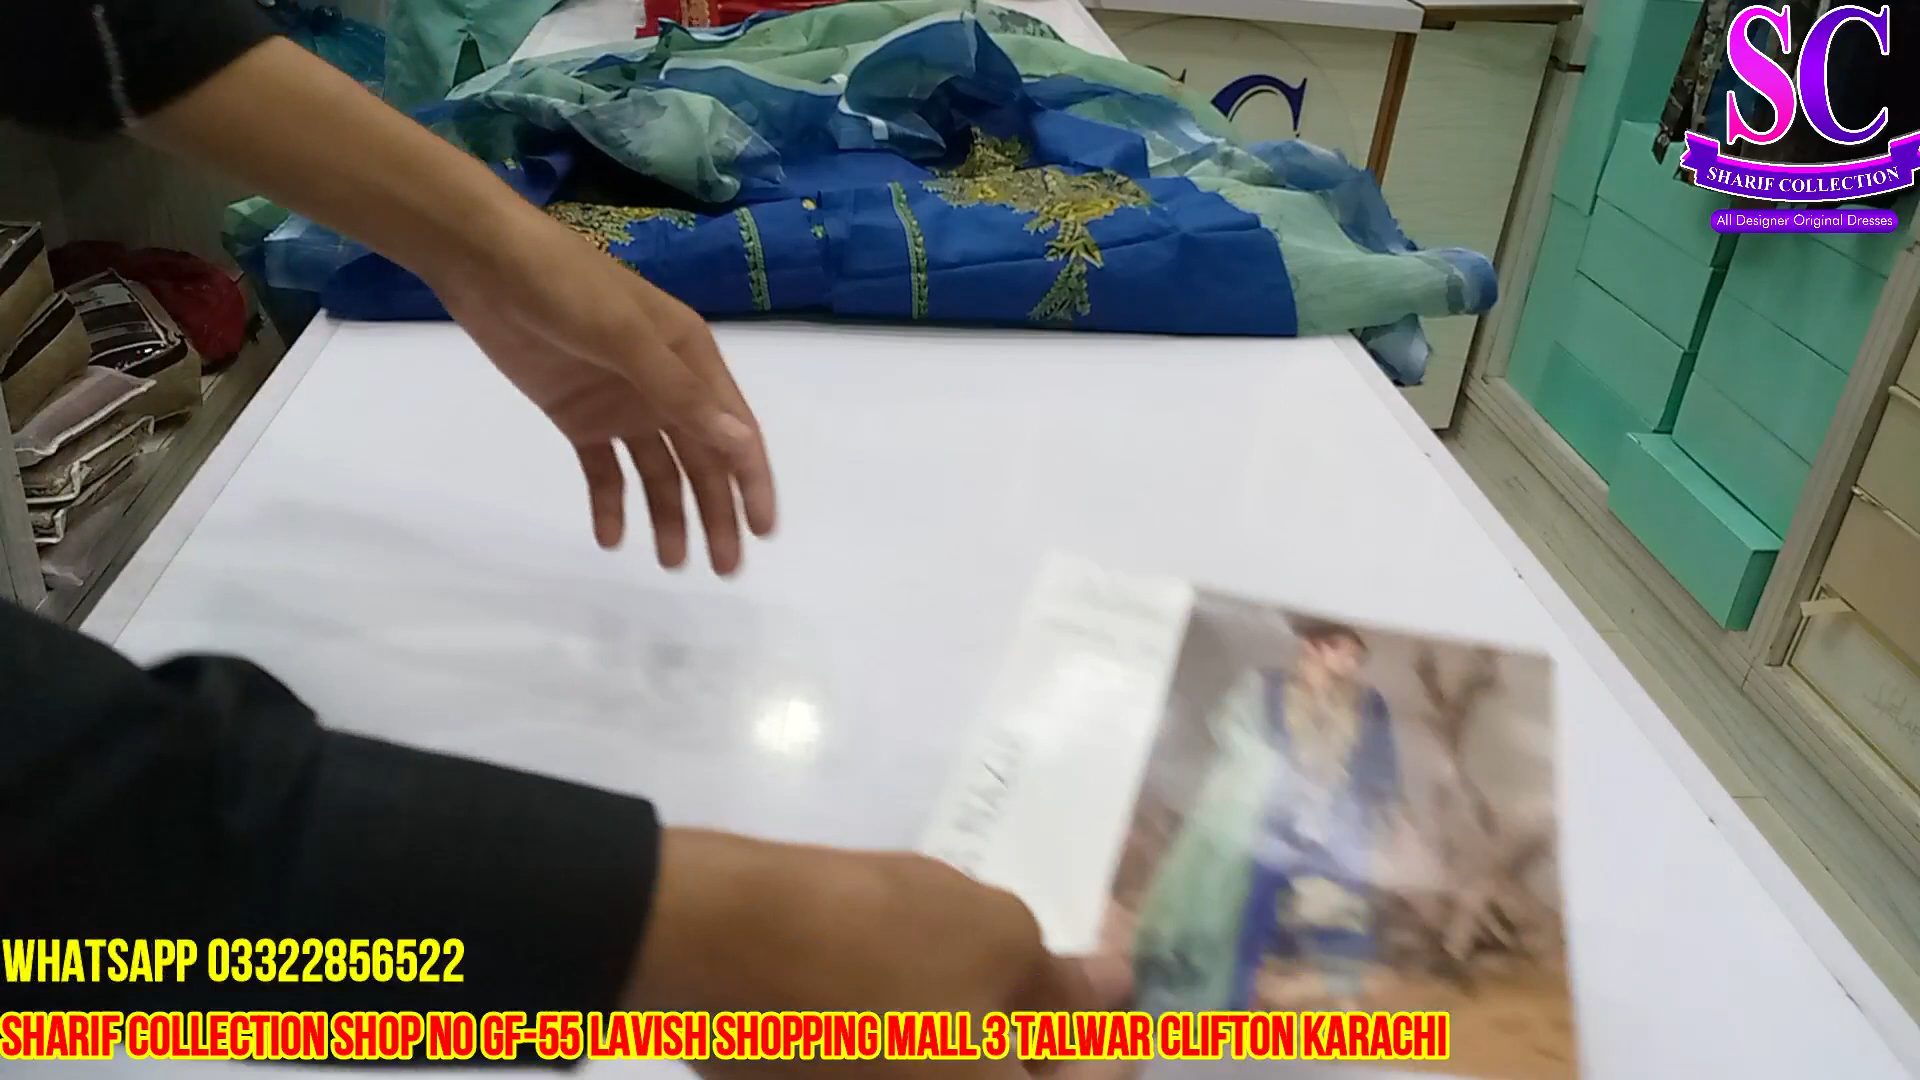 SC
SHARIF COLLECTION
All Designer Original Dresses
C
WHATSAPP 03322856522
SHARIF COLLECTION SHOP NO GF-55 LAVISH SHOPPING MALL 3 TALWAR CLIFTON KARACHI